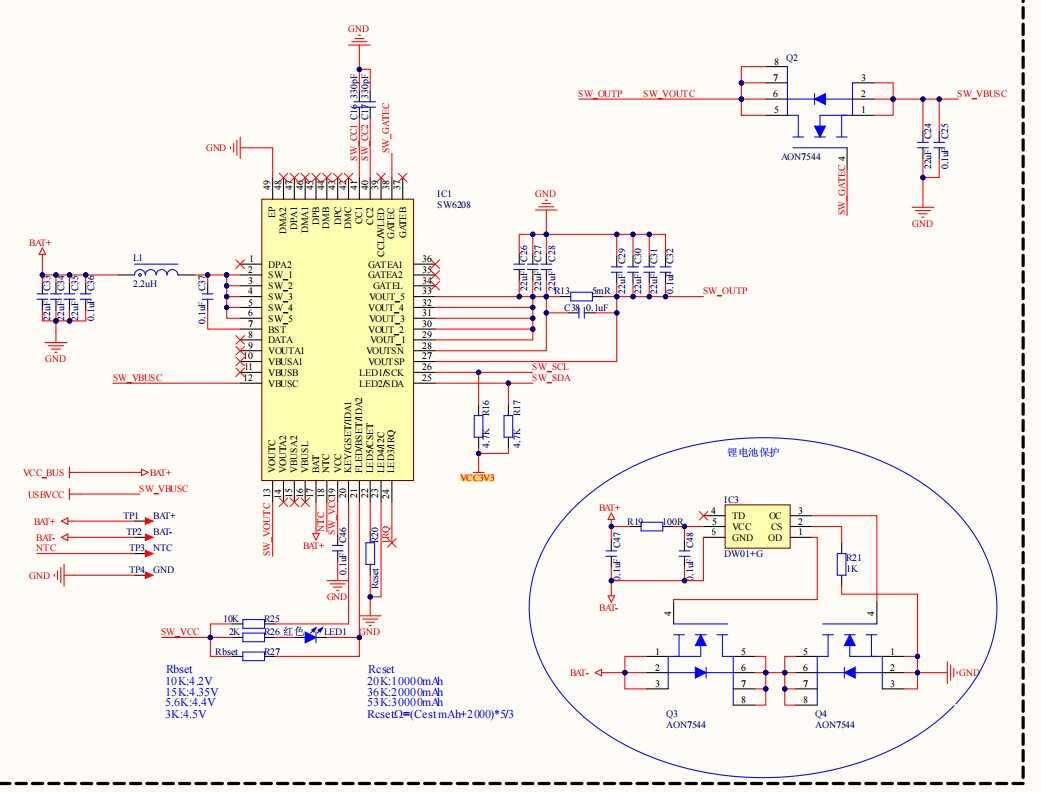 GND
C16 330pF
C17 330pF
SW_CC1
SW_CC2
SW_GATEC
GND
49
48
47
46
45
44
43
42
41
40
39
38
37
EP
DMA2
DPA1
DMA1
DPB
DMB
DPC
DMC
CC1
CC2
CCLAWLED
GATEC
GATEB
IC1
SW6208
BAT+
L1
2.2uH
C33
22uF
C34
22uF
C35
22uF
C36
0.1uF
GND
C37
0.1uF
1 DPA2
2 SW_1
3 SW_2
4 SW_3
5 SW_4
6 SW_5
7 BST
8 DATA
9 VOUTA1
10 VBUSA1
11 VBUSB
12 VBUSC
SW_VBUSC
GATEA1 36
GATEA2 35
GATEL 34
VOUT_5 33
VOUT_4 32
VOUT_3 31
VOUT_2 30
VOUT_1 29
VOUTSN 28
VOUTSP 27
LED1/SCK 26
LED2/SDA 25
VOUTC
VOUTA2
VBUSA2
VBUSL
BAT
NTC
VCC
KEY/GSET/IDA1
FLED/BSET/IDA2
LED5/CSET
LED4/I2C
LED3/IRQ
13
14
15
16
17
18
19
20
21
22
23
24
SW_VOUTC
BAT+
NTC
SW_VCC
C46
0.1uF
GND
R20
Rcset
IRQ
GND
GND
C26
22uF
C27
22uF
C28
22uF
C29
22uF
C30
22uF
C31
22uF
C32
0.1uF
R13 5mR
C38 0.1uF
SW_OUTP
SW_SCL
SW_SDA
R16
4.7K
R17
4.7K
VCC3V3
SW_OUTP SW_VOUTC
Q2
8
7
6
5
3
2
1
4
AON7544
SW_GATEC
SW_VBUSC
C24
22uF
C25
0.1uF
GND
VCC_BUS BAT+
USBVCC SW_VBUSC
BAT+ TP1 BAT+
BAT- TP2 BAT-
NTC TP3 NTC
GND TP4 GND
SW_VCC
10K R25
2K R26 红色 LED1
Rbset R27
Rbset
10K:4.2V
15K:4.35V
5.6K:4.4V
3K:4.5V
Rcset
20K:10000mAh
36K:20000mAh
53K:30000mAh
RcsetΩ=(Cest mAh+2000)*5/3
锂电池保护
BAT+
R19 100R
C47
0.1uF
C48
0.1uF
BAT-
IC3
4 TD OC 3
5 VCC CS 2
6 GND OD 1
DW01+G
R21
1K
4
4
BAT-
1
2
3
5
6
7
8
5
6
7
8
1
2
3
GND
Q3
AON7544
Q4
AON7544